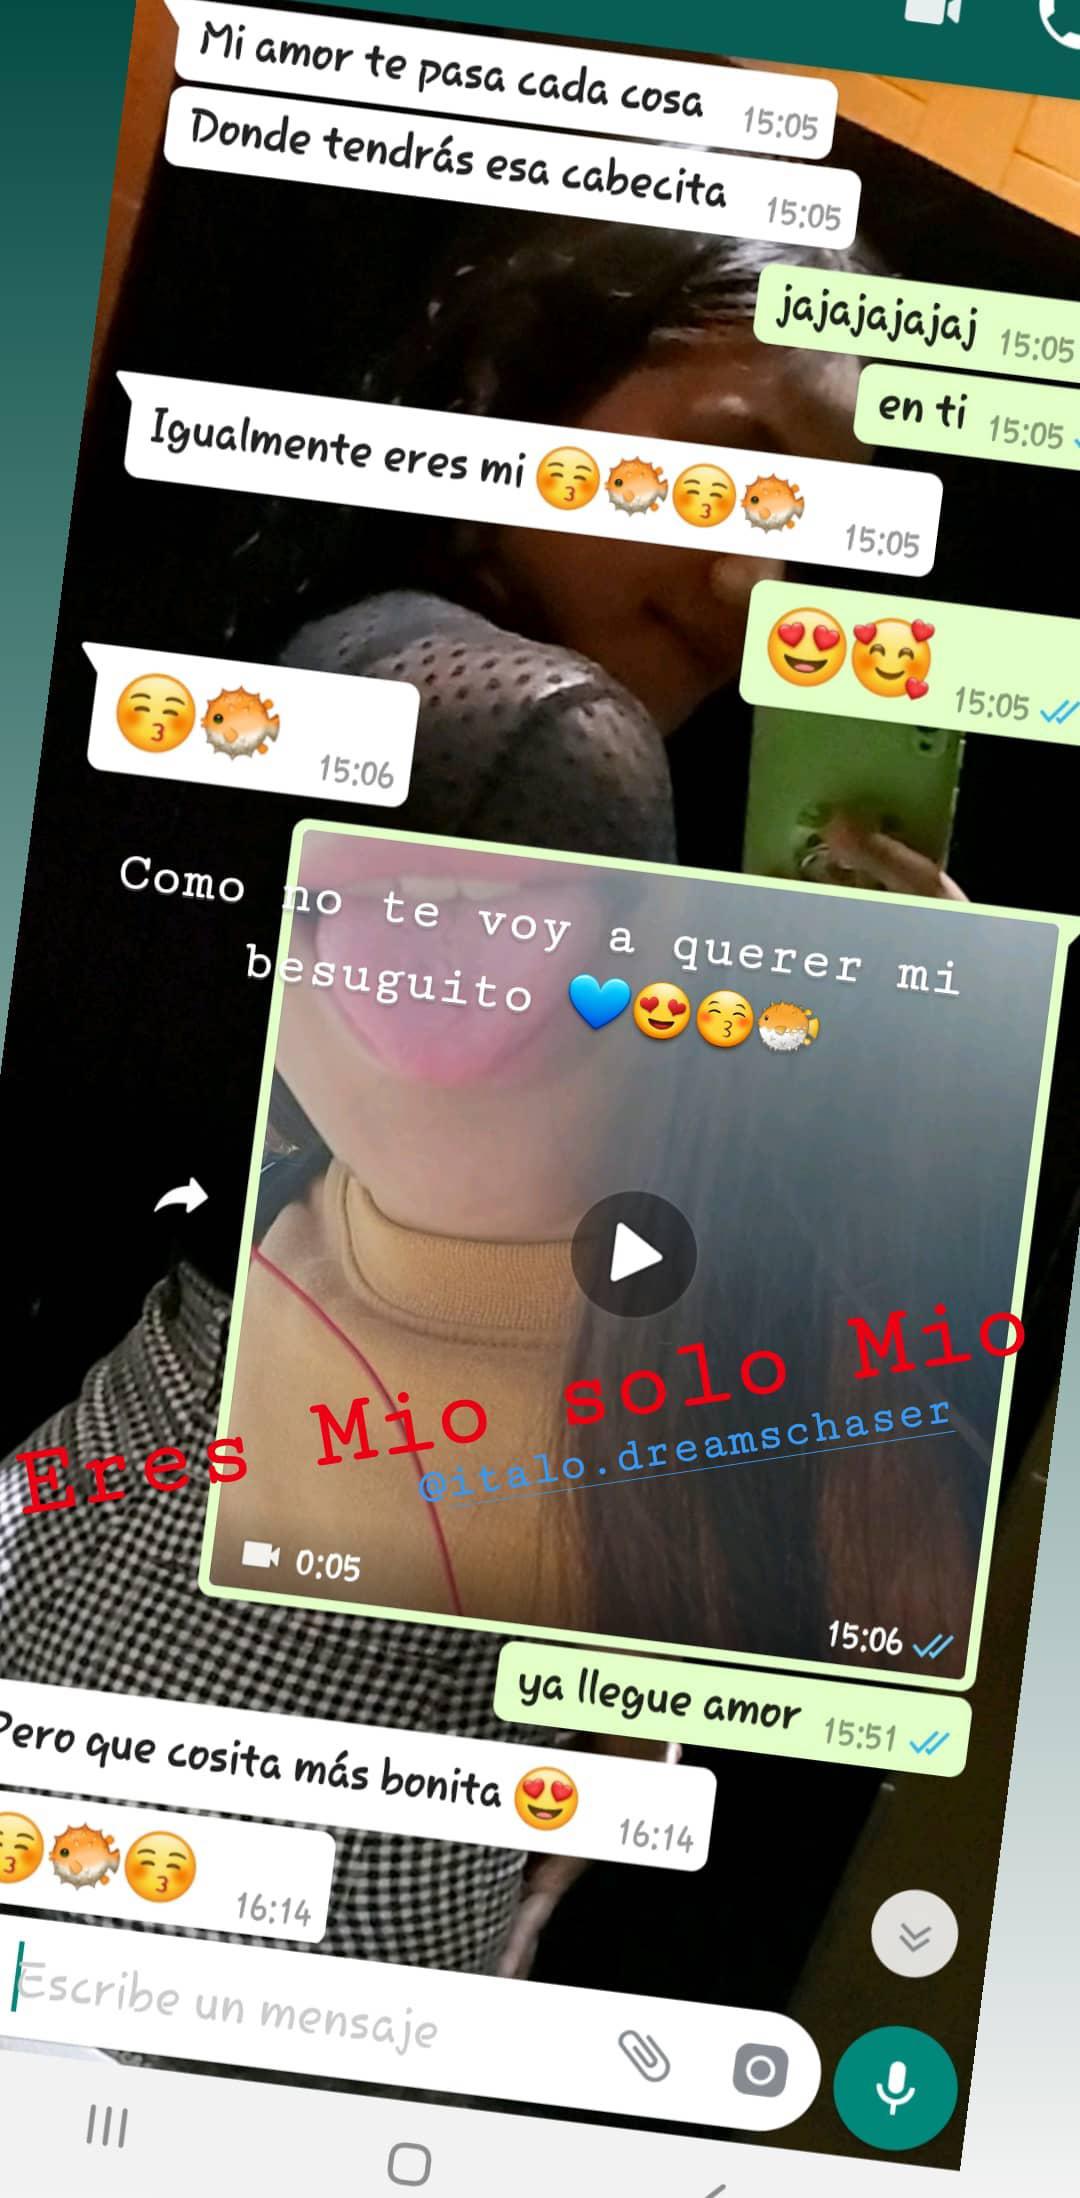 Mi amor te pasa cada cosa 15:05
Donde tendrás esa cabecita 15:05
jajajajajaj 15:05
en ti 15:05
Igualmente eres mi 😚🐡😚🐡 15:05
😍🥰 15:05
😚🐡 15:06
Como no te voy a querer mi
besuguito 💙😍😚🐡
Eres Mio solo Mio
@italo.dreamschaser
0:05
15:06
ya llegue amor 15:51
Pero que cosita más bonita 😍 16:14
😚🐡😚 16:14
Escribe un mensaje